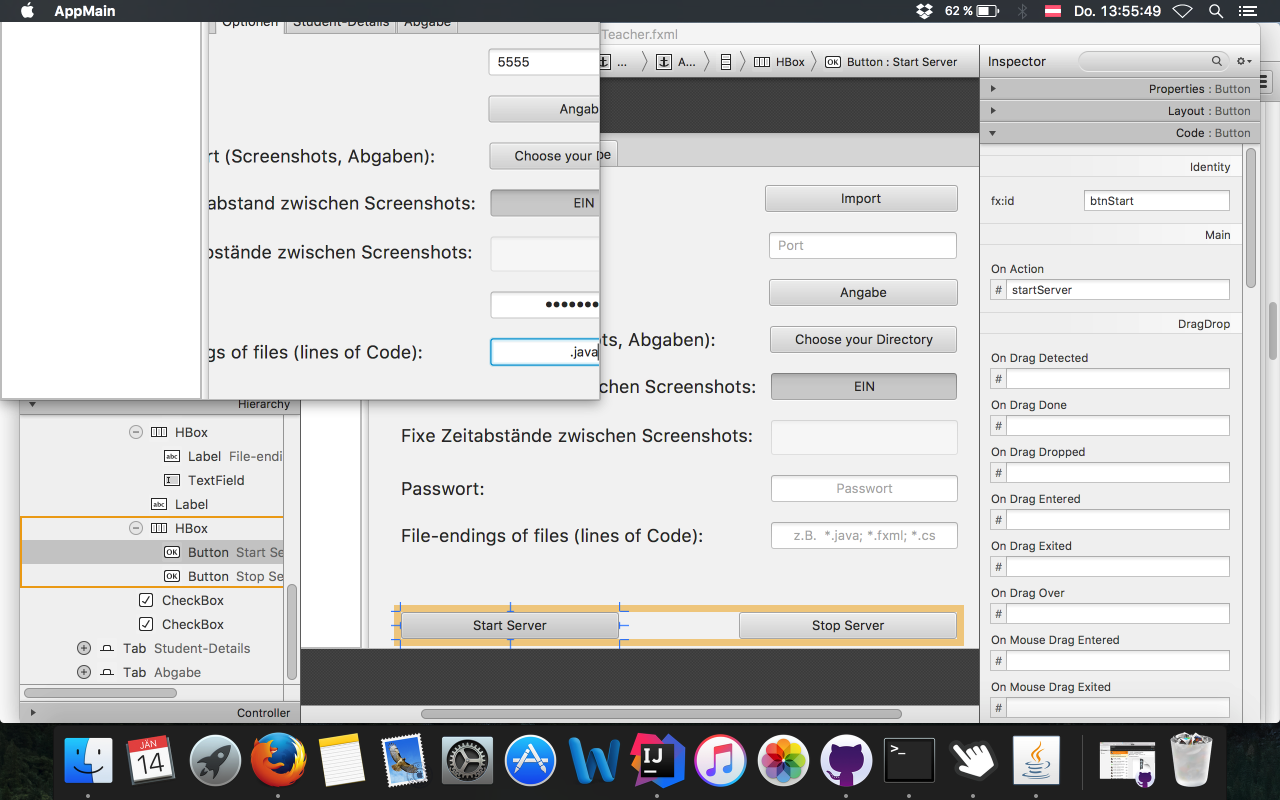 AppMain
62 %
Do. 13:55:49
Optionen
Student-Details
Abgabe
Teacher.fxml
5555
...
A...
HBox
Button : Start Server
Inspector
Angab
Properties : Button
Layout : Button
Code : Button
rt (Screenshots, Abgaben):
Choose your D
be
Identity
abstand zwischen Screenshots:
EIN
Import
fx:id
btnStart
Main
ostände zwischen Screenshots:
Port
On Action
#
startServer
••••••••
Angabe
DragDrop
gs of files (lines of Code):
.java
ts, Abgaben):
Choose your Directory
On Drag Detected
#
chen Screenshots:
EIN
Hierarchy
On Drag Done
#
HBox
Fixe Zeitabstände zwischen Screenshots:
Label File-endi
On Drag Dropped
#
TextField
Passwort:
Passwort
Label
On Drag Entered
#
HBox
File-endings of files (lines of Code):
z.B. *.java; *.fxml; *.cs
Button Start Se
On Drag Exited
#
Button Stop Se
CheckBox
On Drag Over
#
CheckBox
Start Server
Stop Server
Tab Student-Details
On Mouse Drag Entered
#
Tab Abgabe
On Mouse Drag Exited
#
Controller
JÄN
14
IJ
>_